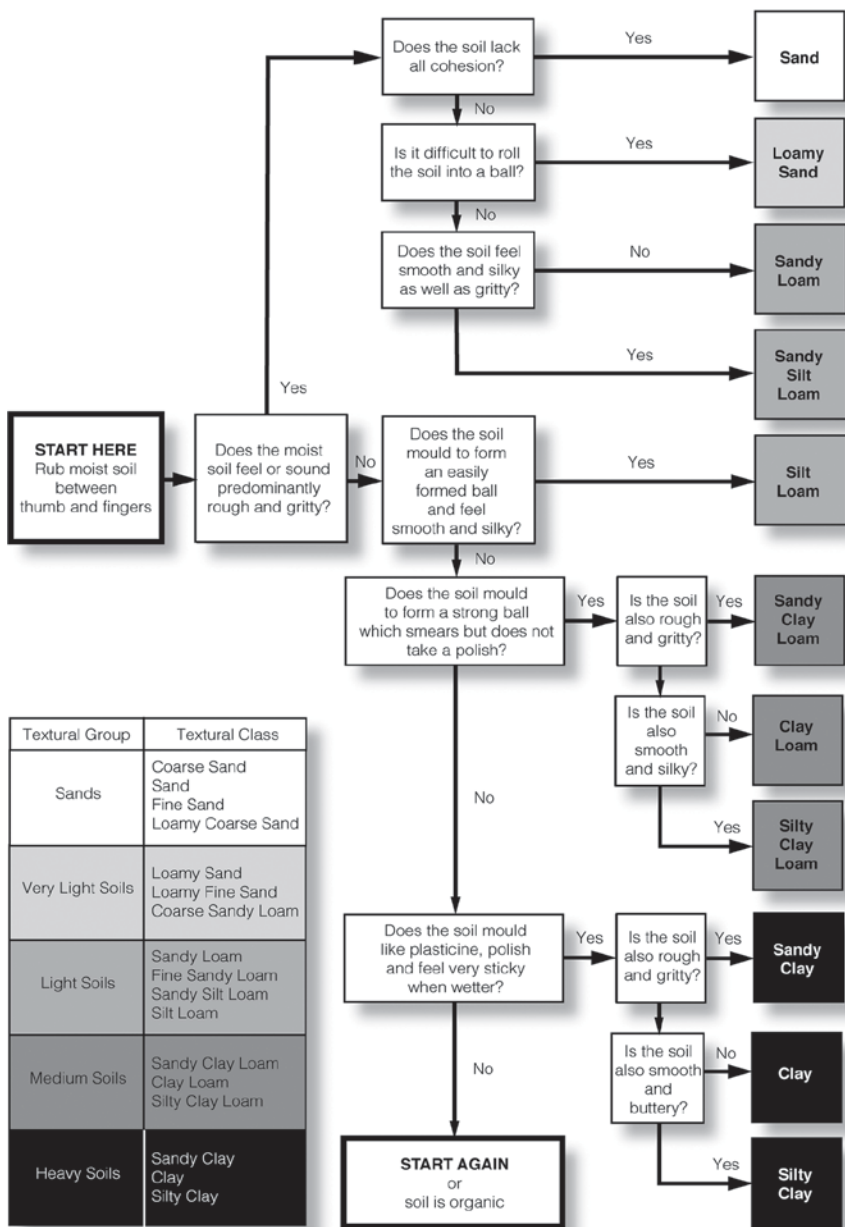 Does the soil lack
all cohesion?
Yes
Sand
No
Is it difficult to roll
the soil into a ball?
Yes
Loamy
Sand
No
Does the soil feel
smooth and silky
as well as gritty?
No
Sandy
Loam
Yes
Sandy
Silt
Loam
Yes
START HERE
Rub moist soil
between
thumb and fingers
Does the moist
soil feel or sound
predominantly
rough and gritty?
No
Does the soil
mould to form
an easily
formed ball
and feel
smooth and silky?
Yes
Silt
Loam
No
Does the soil mould
to form a strong ball
which smears but does not
take a polish?
Yes
Is the soil
also rough
and gritty?
Yes
Sandy
Clay
Loam
Is the soil
also
smooth
and silky?
No
Clay
Loam
Yes
Silty
Clay
Loam
No
Does the soil mould
like plasticine, polish
and feel very sticky
when wetter?
Yes
Is the soil
also rough
and gritty?
Yes
Sandy
Clay
Is the soil
also smooth
and
buttery?
No
Clay
Yes
Silty
Clay
No
START AGAIN
or
soil is organic
Textural Group Textural Class
Sands
Coarse Sand
Sand
Fine Sand
Loamy Coarse Sand
Very Light Soils
Loamy Sand
Loamy Fine Sand
Coarse Sandy Loam
Light Soils
Sandy Loam
Fine Sandy Loam
Sandy Silt Loam
Silt Loam
Medium Soils
Sandy Clay Loam
Clay Loam
Silty Clay Loam
Heavy Soils
Sandy Clay
Clay
Silty Clay